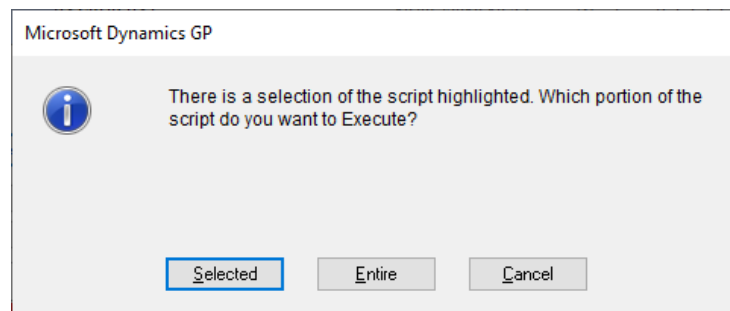 Microsoft Dynamics GP
There is a selection of the script highlighted. Which portion of the
script do you want to Execute?
Selected
Entire
Cancel